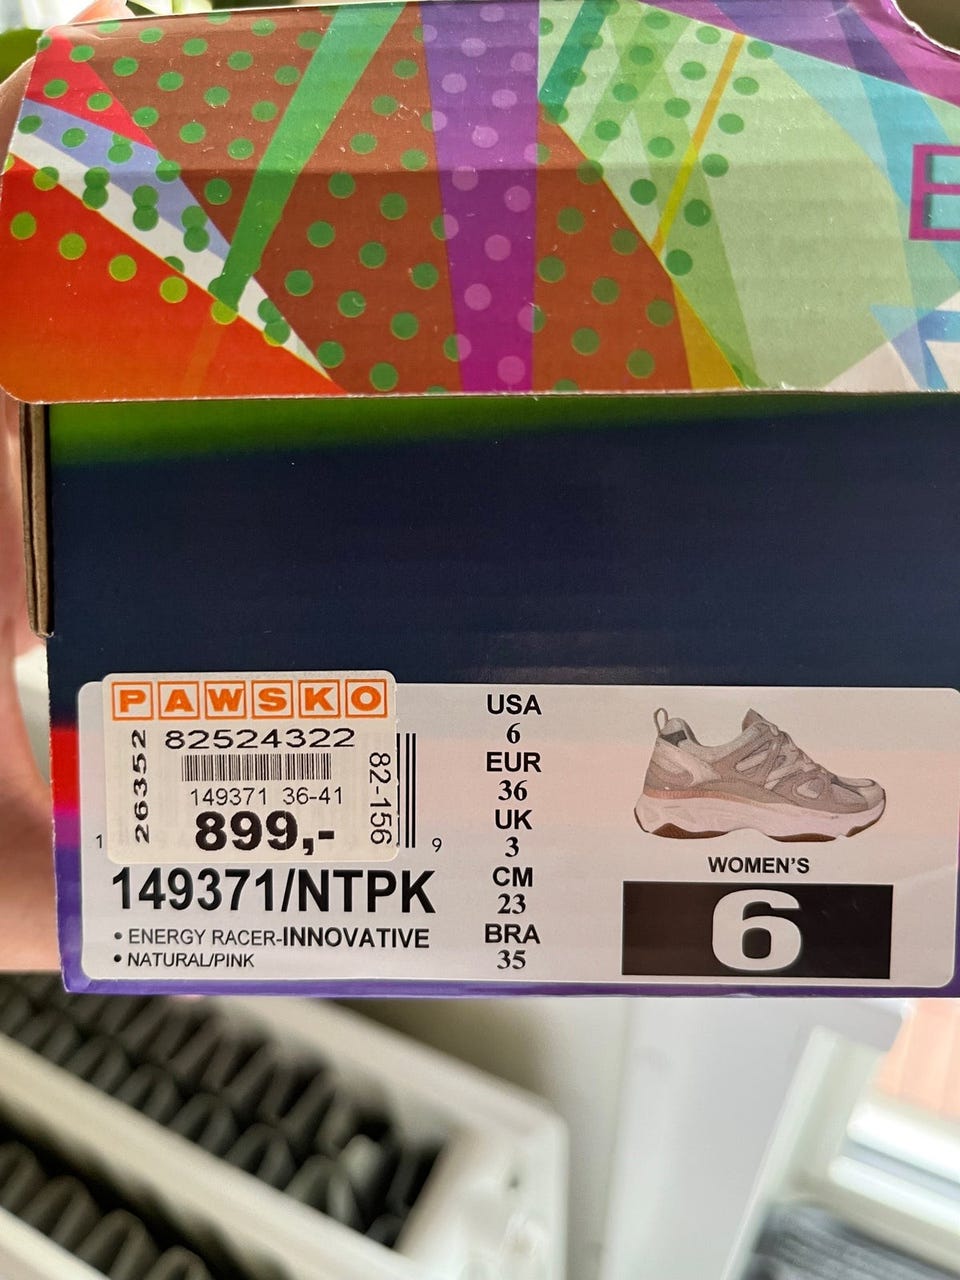 E
PAWSKO
26352
82524322
149371 36-41
899,-
82-156
1
9
149371/NTPK
• ENERGY RACER-INNOVATIVE
• NATURAL/PINK
USA
6
EUR
36
UK
3
CM
23
BRA
35
WOMEN'S
6